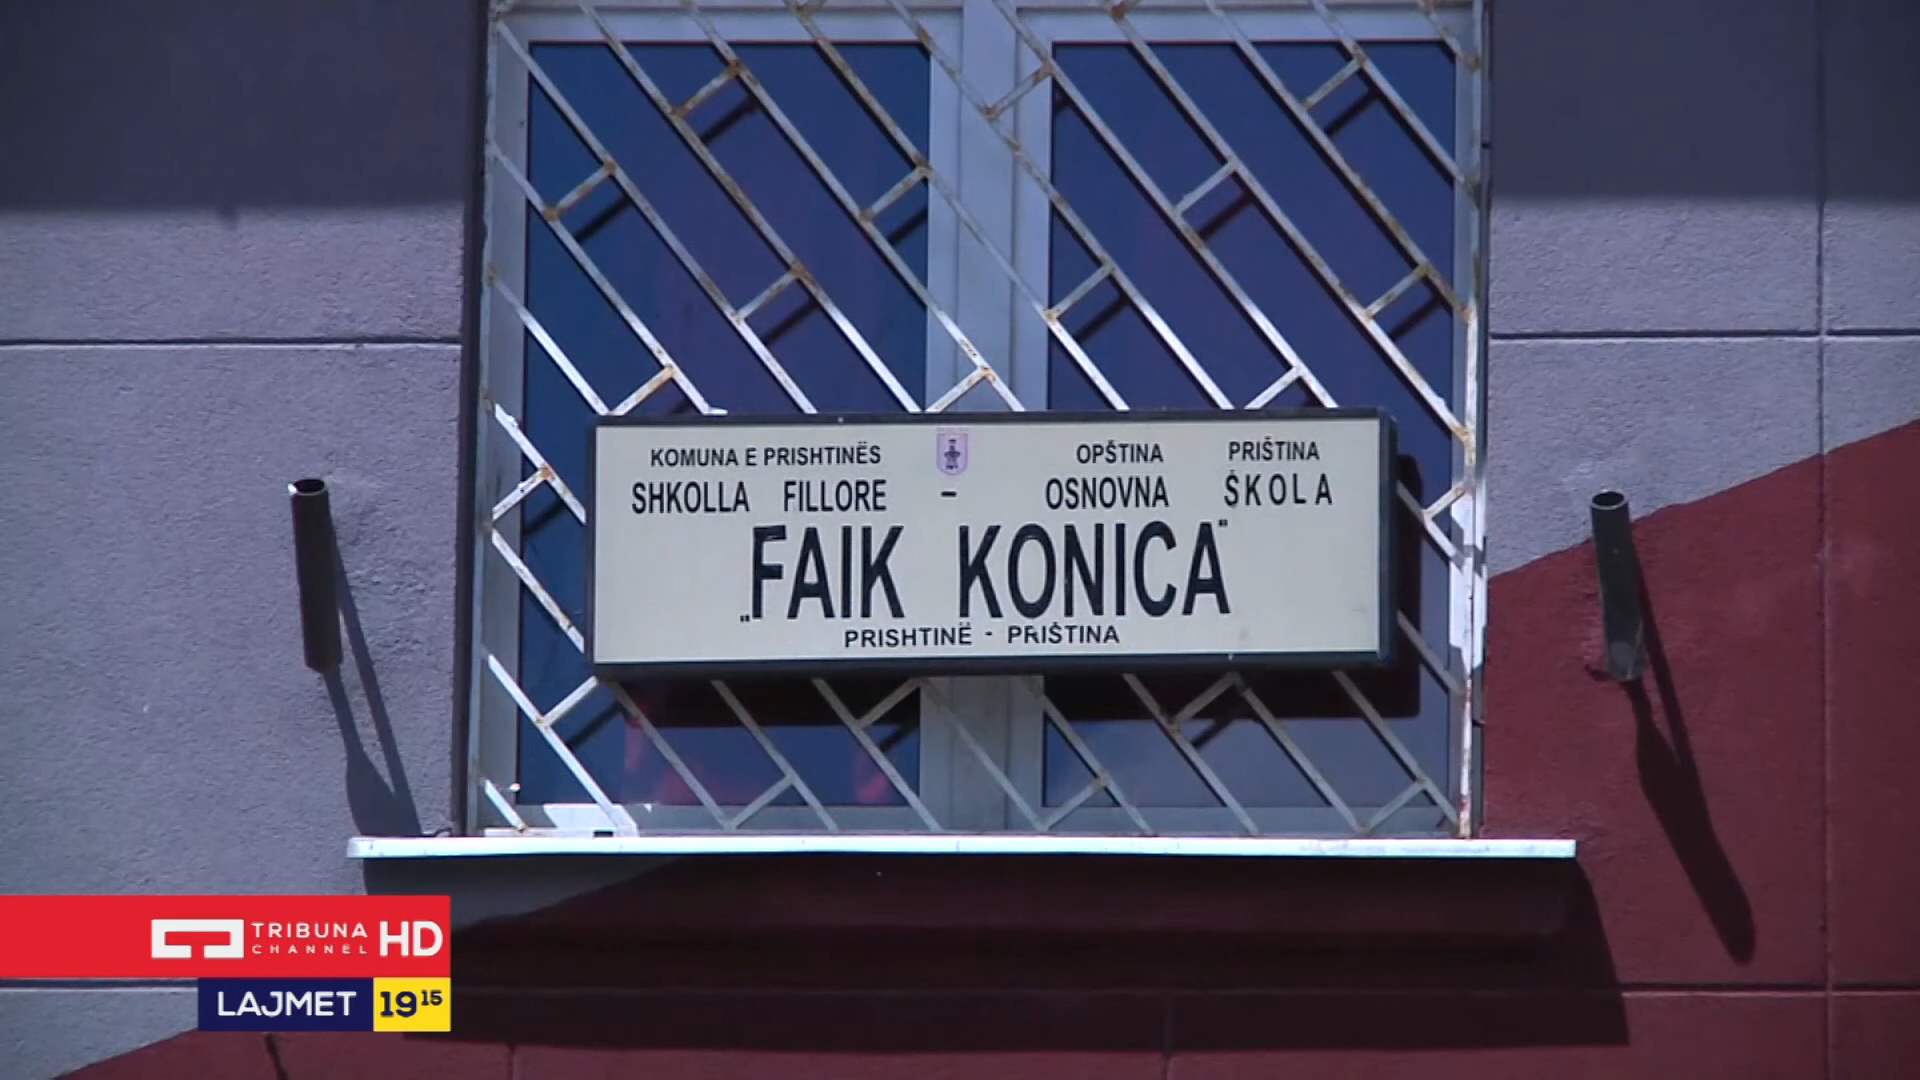 KOMUNA E PRISHTINËS OPŠTINA PRIŠTINA
SHKOLLA FILLORE - OSNOVNA ŠKOLA
„FAIK KONICA"
PRISHTINË - PRIŠTINA
TRIBUNA
CHANNEL
HD
LAJMET 19 15